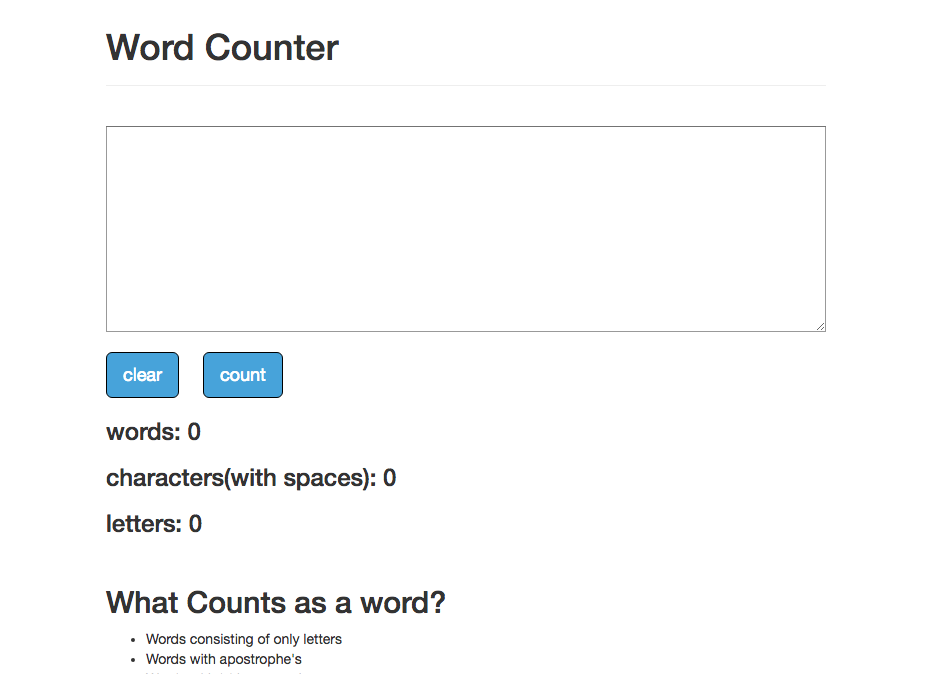 Word Counter
clear count
words: 0
characters(with spaces): 0
letters: 0
What Counts as a word?
• Words consisting of only letters
• Words with apostrophe's